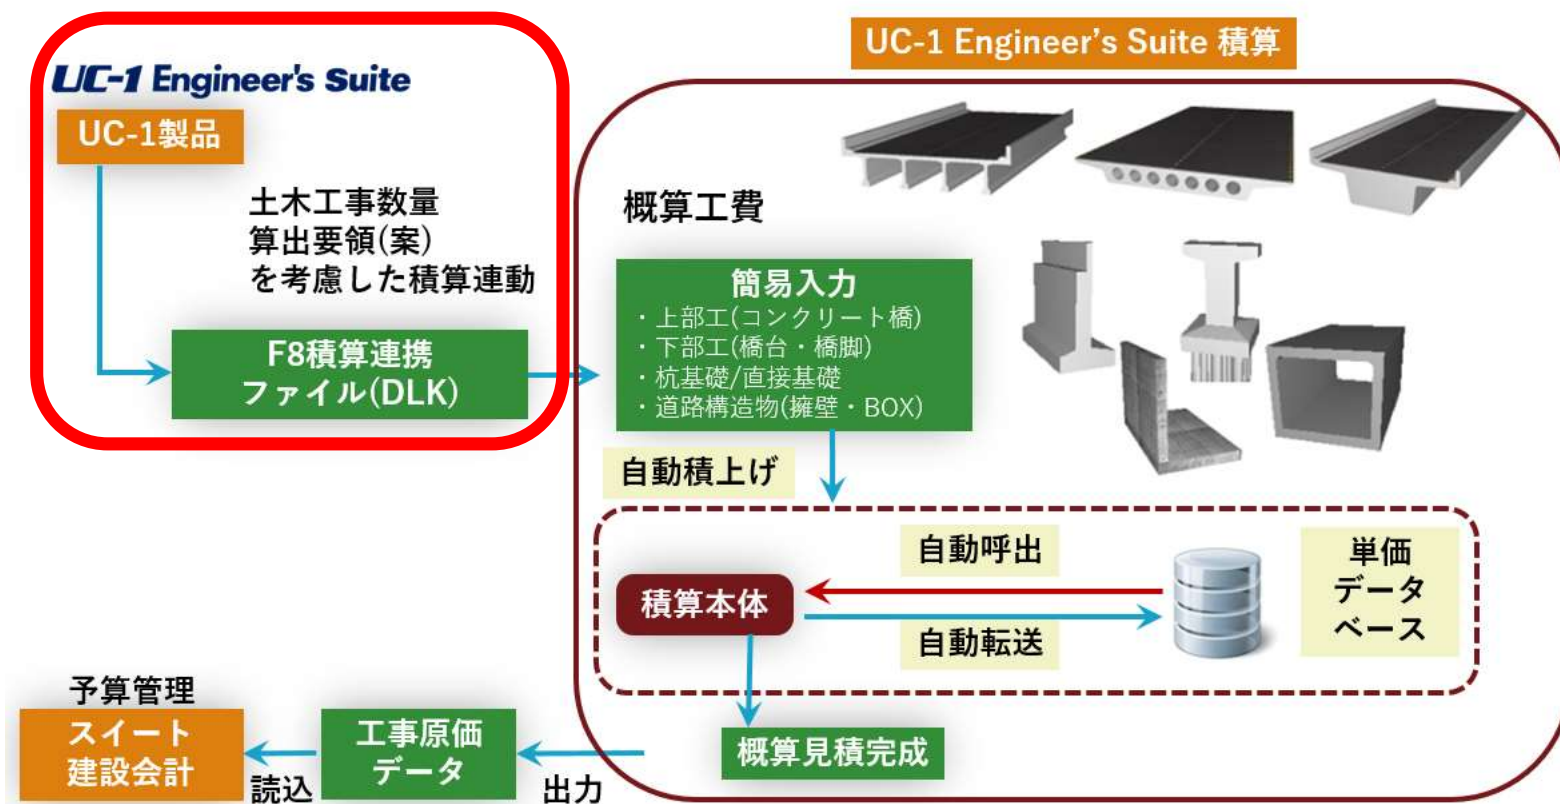 UC-1 Engineer's Suite 積算
UC-1 Engineer's Suite
UC-1製品
土木工事数量
算出要領(案)
を考慮した積算連動
F8積算連携
ファイル(DLK)
概算工費
簡易入力
・上部工(コンクリート橋)
・下部工(橋台・橋脚)
・杭基礎/直接基礎
・道路構造物(擁壁・BOX)
自動積上げ
自動呼出
積算本体
自動転送
単価
データ
ベース
概算見積完成
出力
工事原価
データ
読込
予算管理
スイート
建設会計